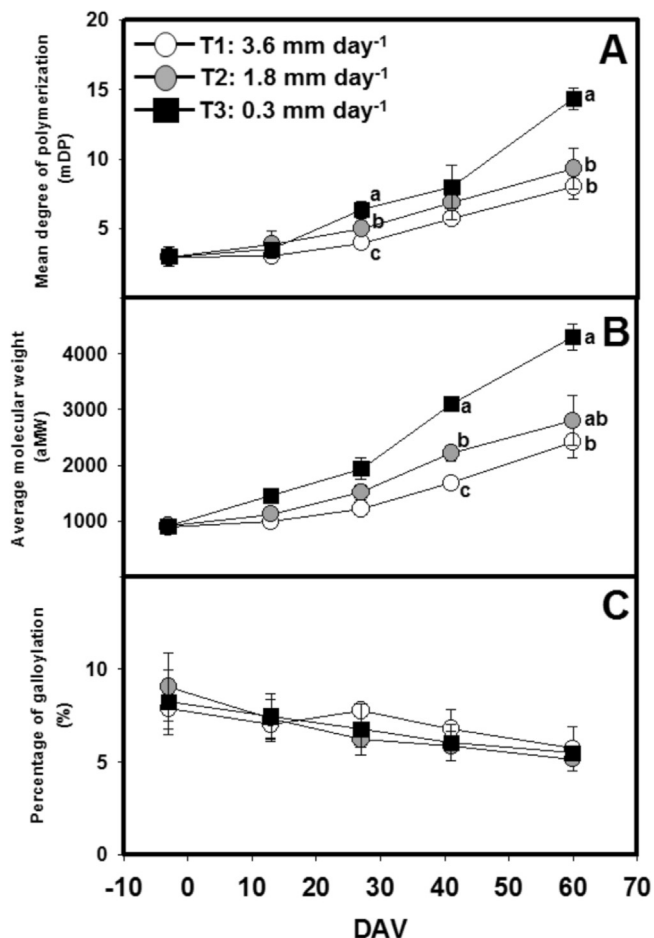 20
A
T1: 3.6 mm day-1
T2: 1.8 mm day-1
T3: 0.3 mm day-1
15
10
5
Mean degree of polymerization
(mDP)
a
a
b
b
b
c
B
4000
3000
2000
1000
Average molecular weight
(aMW)
a
a
ab
b
b
c
C
10
5
0
Percentage of galloylation
(%)
-10 0 10 20 30 40 50 60 70
DAV